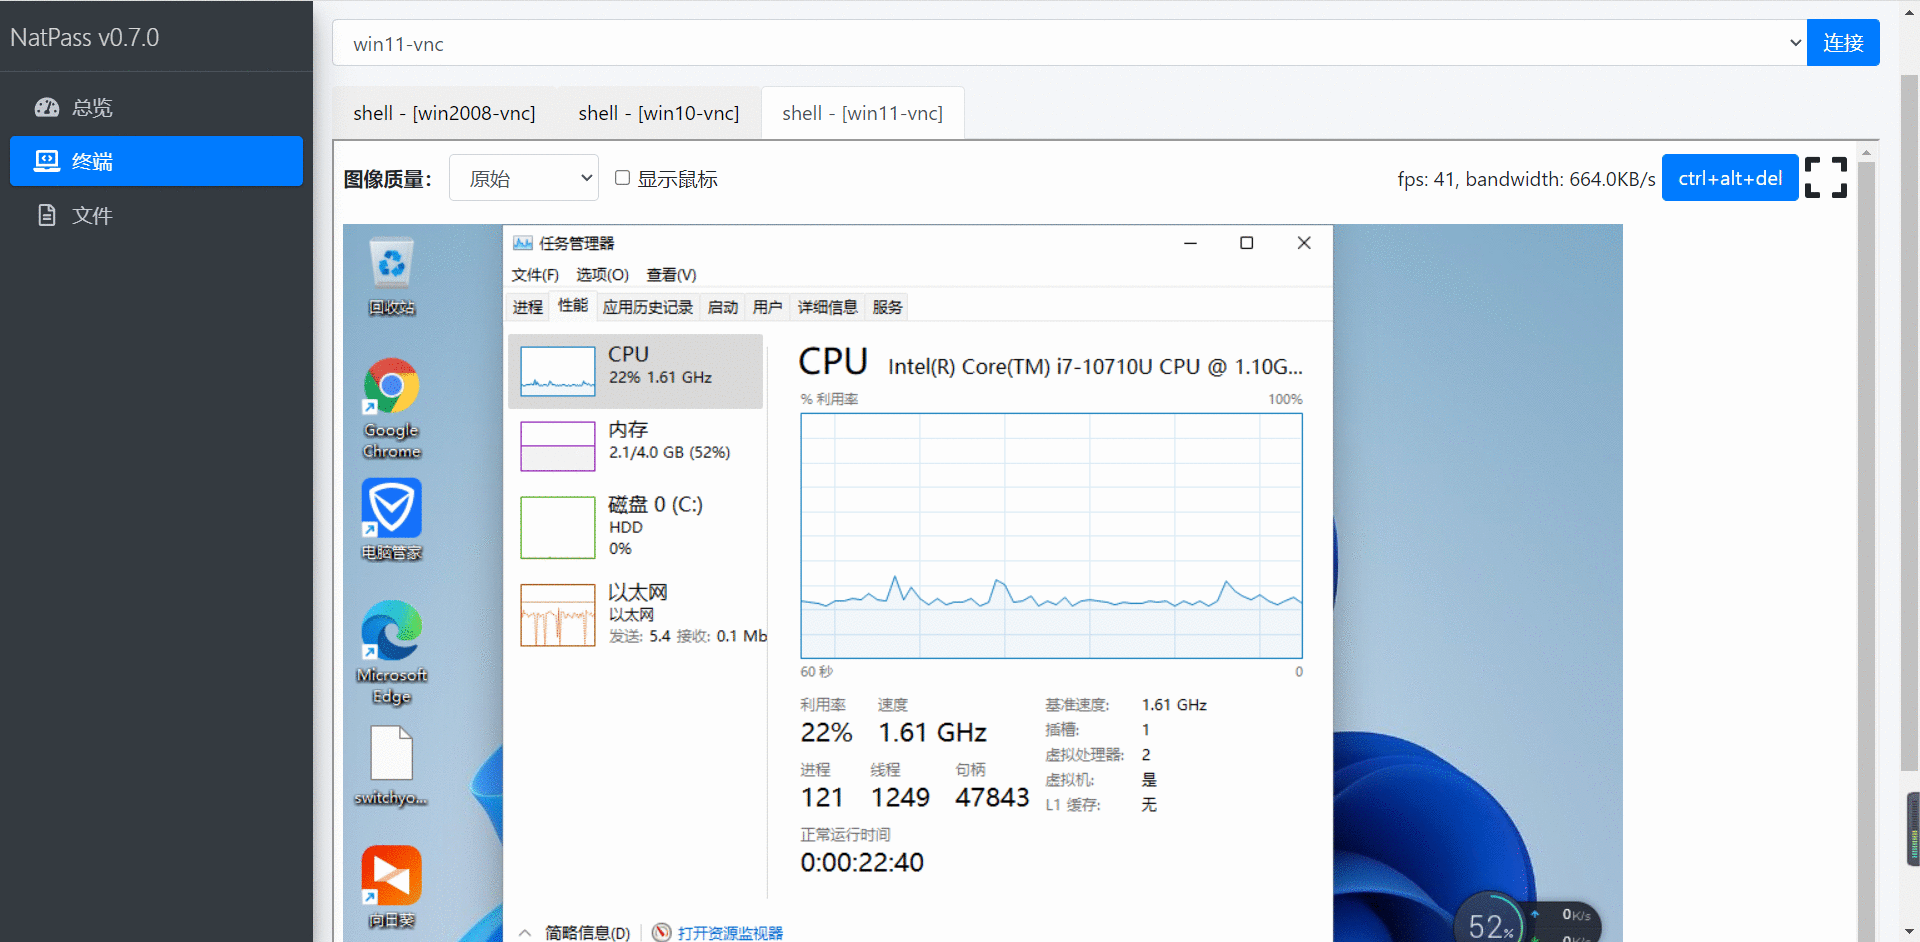 NatPass v0.7.0
总览
终端
文件
win11-vnc
连接
shell - [win2008-vnc]
shell - [win10-vnc]
shell - [win11-vnc]
图像质量：
原始
显示鼠标
fps: 41, bandwidth: 664.0KB/s
ctrl+alt+del
回收站
Google
Chrome
电脑管家
Microsoft
Edge
switchyo...
向日葵
任务管理器
文件(F) 选项(O) 查看(V)
进程 性能 应用历史记录 启动 用户 详细信息 服务
CPU
22% 1.61 GHz
内存
2.1/4.0 GB (52%)
磁盘 0 (C:)
HDD
0%
以太网
以太网
发送: 5.4 接收: 0.1 Mb
CPU Intel(R) Core(TM) i7-10710U CPU @ 1.10G...
% 利用率 100%
60 秒 0
利用率 速度
22% 1.61 GHz
进程 线程 句柄
121 1249 47843
正常运行时间
0:00:22:40
基准速度: 1.61 GHz
插槽: 1
虚拟处理器: 2
虚拟机: 是
L1 缓存: 无
简略信息(D) 打开资源监视器
52%
0K/s
0K/s